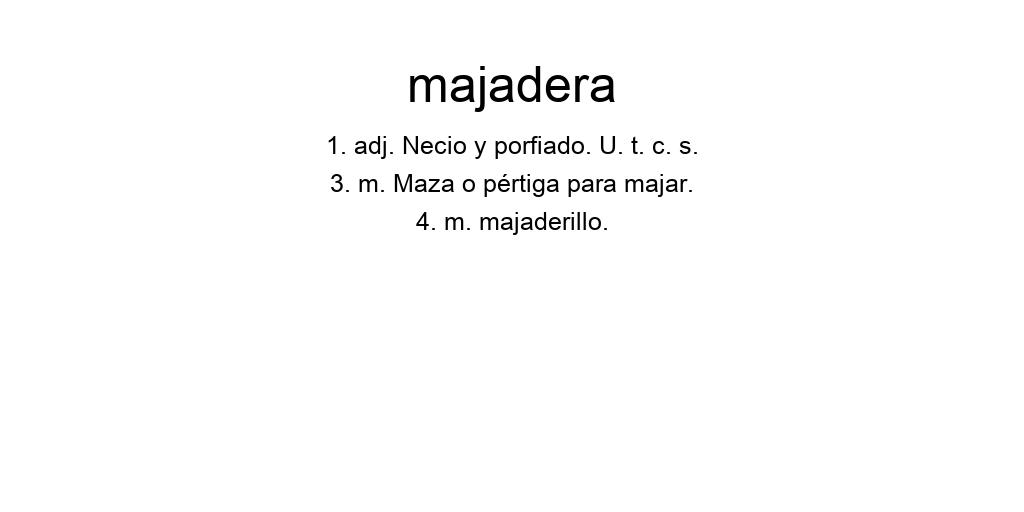 majadera
1. adj. Necio y porfiado. U. t. c. s.
3. m. Maza o pértiga para majar.
4. m. majaderillo.